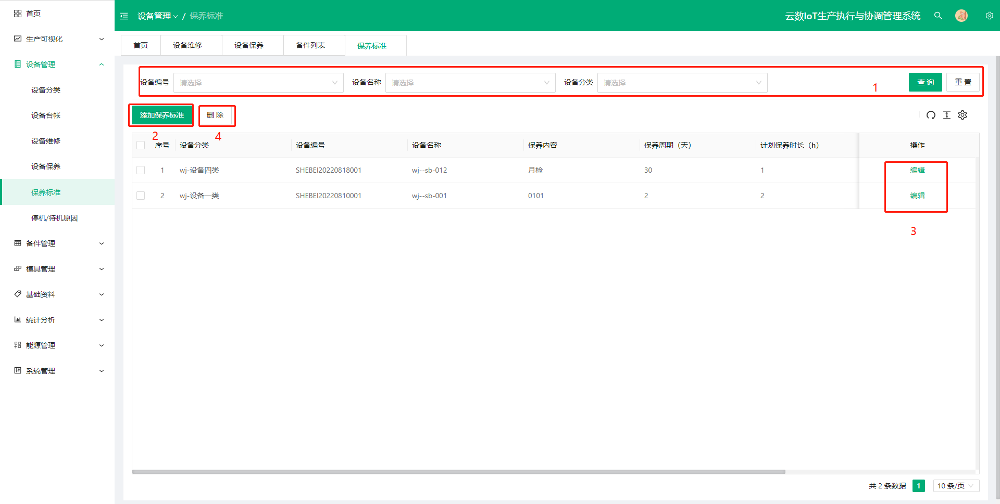 首页
生产可视化
设备管理
设备分类
设备台帐
设备维修
设备保养
保养标准
停机/待机原因
备件管理
模具管理
基础资料
统计分析
能源管理
系统管理
设备管理 / 保养标准
云数IoT生产执行与协调管理系统
首页 设备维修 设备保养 备件列表 保养标准
设备编号 请选择 设备名称 请选择 设备分类 请选择 1 查 询 重 置
添加保养标准 删 除
2 4
序号 设备分类 设备编号 设备名称 保养内容 保养周期（天） 计划保养时长（h） 操作
1 wj-设备四类 SHEBEI20220818001 wj--sb-012 月检 30 1 编辑
2 wj-设备一类 SHEBEI20220810001 wj--sb-001 0101 2 2 编辑
3
共 2 条数据 1 10 条/页